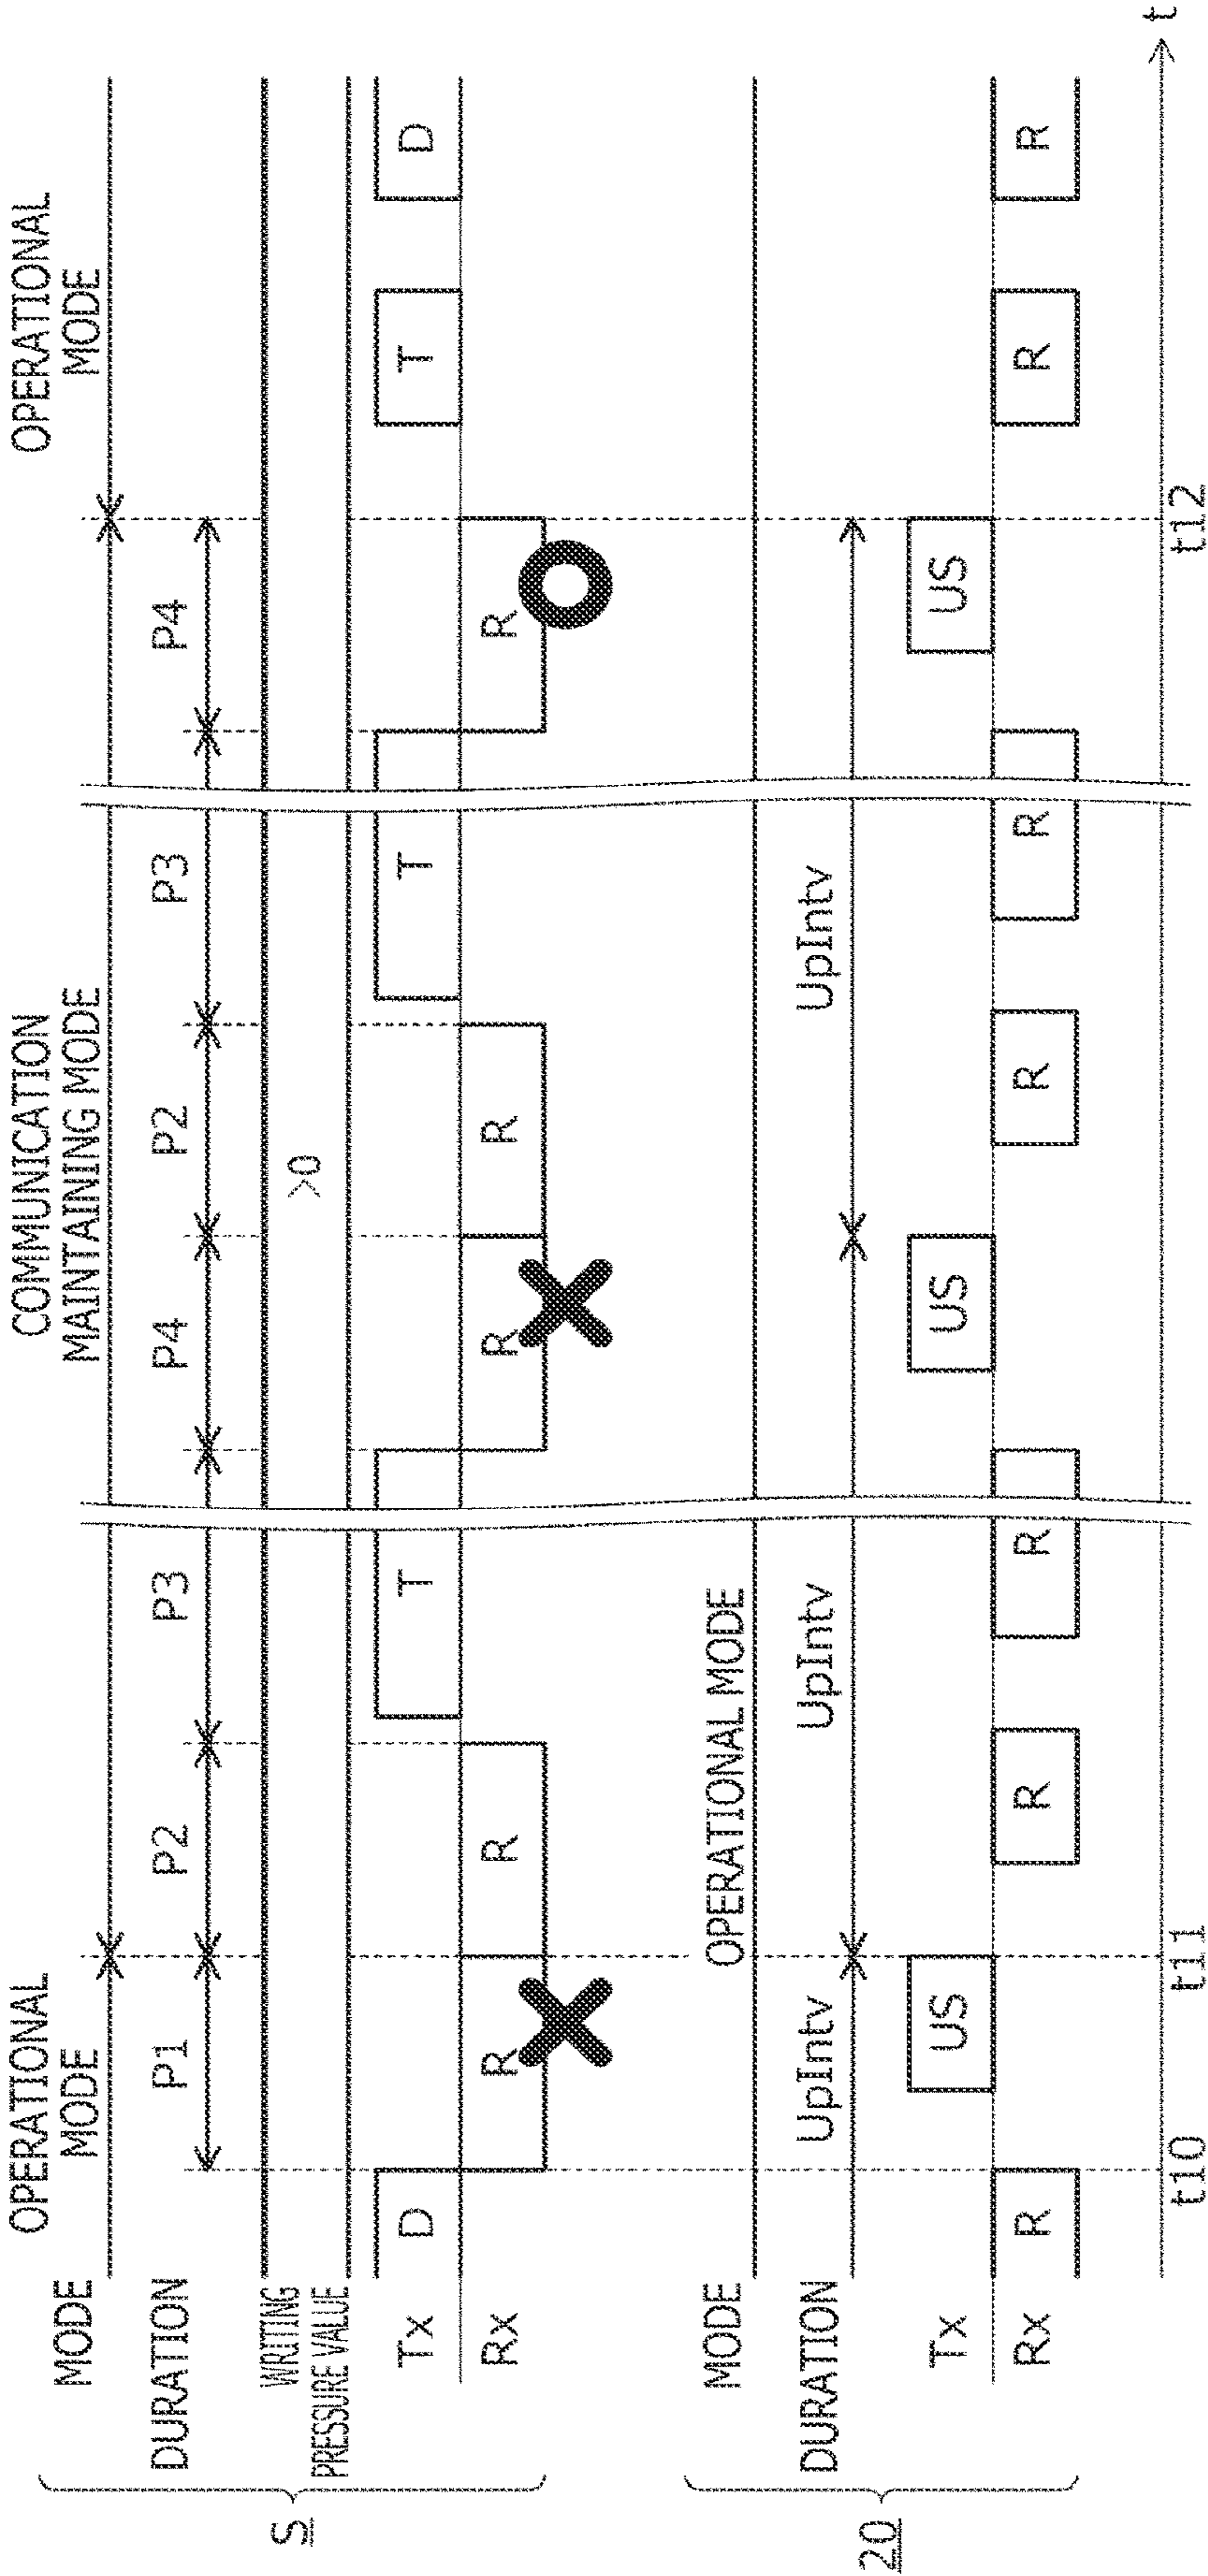 OPERATIONAL
MODE
COMMUNICATION
MAINTAINING MODE
OPERATIONAL
MODE
MODE
P1
P2
P3
P4
P2
P3
P4
DURATION
WRITING
PRESSURE VALUE
>0
Tx
D
T
T
T
D
Rx
R
R
R
R
R
S
OPERATIONAL MODE
MODE
DURATION
UpIntv
UpIntv
UpIntv
Tx
US
US
US
Rx
R
R
R
R
R
R
R
20
t10
t11
t12
t